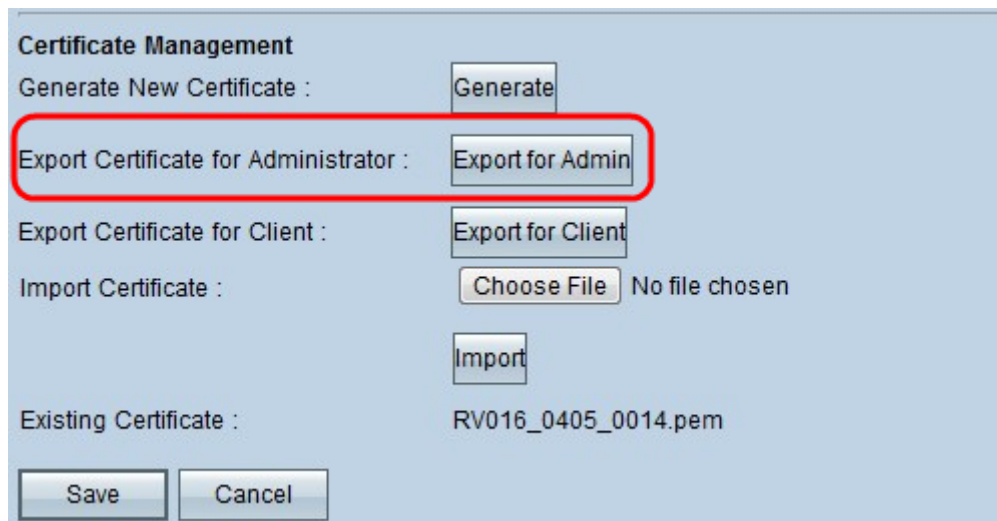 Certificate Management
Generate New Certificate : Generate
Export Certificate for Administrator : Export for Admin
Export Certificate for Client : Export for Client
Import Certificate : Choose File No file chosen
Import
Existing Certificate : RV016_0405_0014.pem
Save Cancel